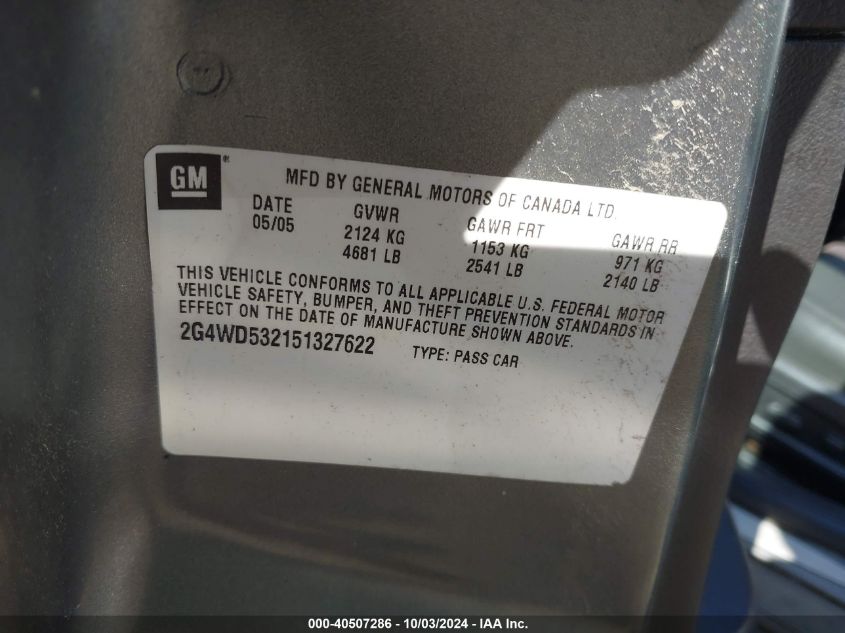 GM®
MFD BY GENERAL MOTORS OF CANADA LTD.
DATE GVWR GAWR FRT GAWR RR
05/05 2124 KG 1153 KG 971 KG
4681 LB 2541 LB 2140 LB
THIS VEHICLE CONFORMS TO ALL APPLICABLE U.S. FEDERAL MOTOR
VEHICLE SAFETY, BUMPER, AND THEFT PREVENTION STANDARDS IN
EFFECT ON THE DATE OF MANUFACTURE SHOWN ABOVE.
2G4WD532151327622 TYPE: PASS CAR
000-40507286 - 10/03/2024 - IAA Inc.